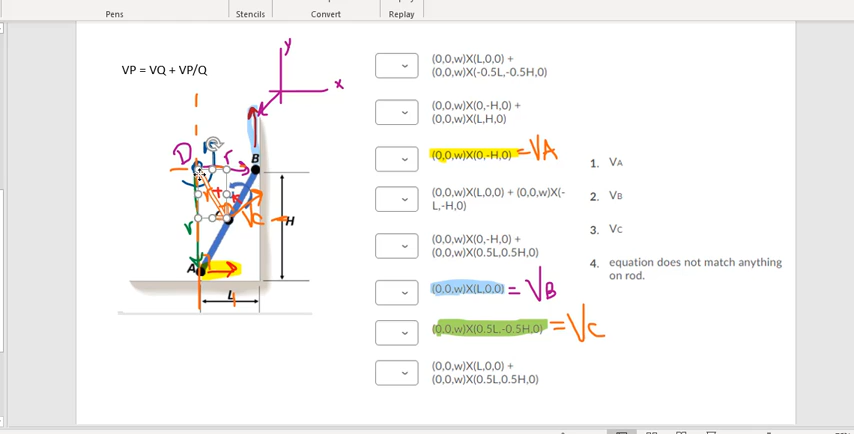 Pens
Stencils
Convert
Replay
VP = VQ + VP/Q
y
x
D
r
B
r
VC
r
H
A
L
(0,0,w)X(L,0,0) +
(0,0,w)X(-0.5L,-0.5H,0)
(0,0,w)X(0,-H,0) +
(0,0,w)X(L,H,0)
(0,0,w)X(0,-H,0) = VA
(0,0,w)X(L,0,0) + (0,0,w)X(-
L,-H,0)
(0,0,w)X(0,-H,0) +
(0,0,w)X(0.5L,0.5H,0)
(0,0,w)X(L,0,0) = VB
(0,0,w)X(0.5L,-0.5H,0) = VC
(0,0,w)X(L,0,0) +
(0,0,w)X(0.5L,0.5H,0)
1. VA
2. VB
3. VC
4. equation does not match anything
on rod.